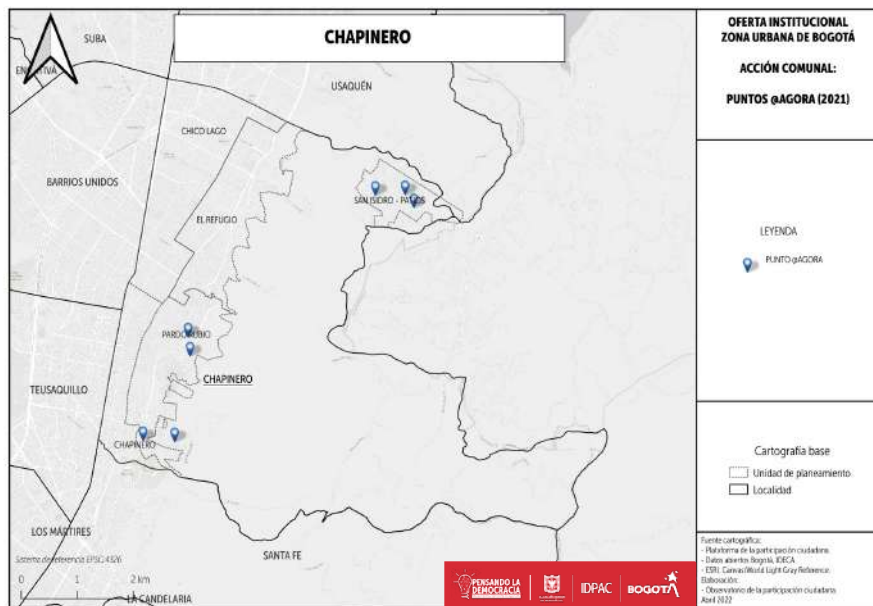 CHAPINERO
SUBA
USAQUÉN
CHICO LAGO
BARRIOS UNIDOS
SAN ISIDRO - PATIOS
EL REFUGIO
PARDO RUBIO
CHAPINERO
TEUSAQUILLO
CHAPINERO
LOS MÁRTIRES
SANTA FE
Sistema de referencia EPSG:4326
0 1 2 km
LA CANDELARIA
PENSANDO LA
DEMOCRACIA
IDPAC
BOGOTÁ
OFERTA INSTITUCIONAL
ZONA URBANA DE BOGOTÁ
ACCIÓN COMUNAL:
PUNTOS @AGORA (2021)
LEYENDA
PUNTO @AGORA
Cartografía base
Unidad de planeamiento
Localidad
Fuente cartográfica:
- Plataforma de la participación ciudadana.
- Datos abiertos Bogotá, IDECA.
- ESRI, Canvas/World Light Gray Reference.
Elaboración:
- Observatorio de la participación ciudadana
Abril 2022